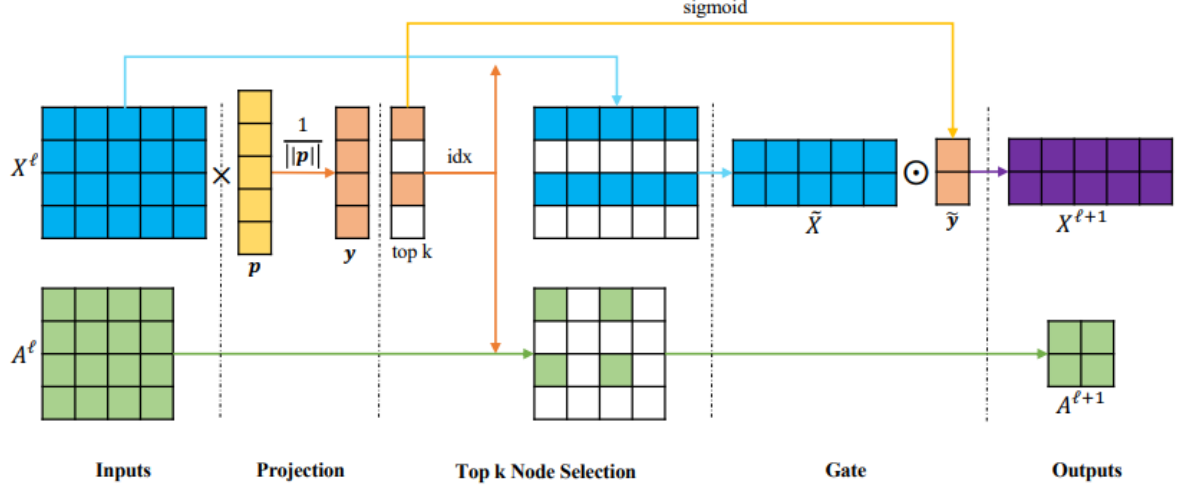 sigmoid
X^ℓ
×
1
||p||
idx
⊙
p
y
top k
X̃
ỹ
X^{ℓ+1}
A^ℓ
A^{ℓ+1}
Inputs
Projection
Top k Node Selection
Gate
Outputs